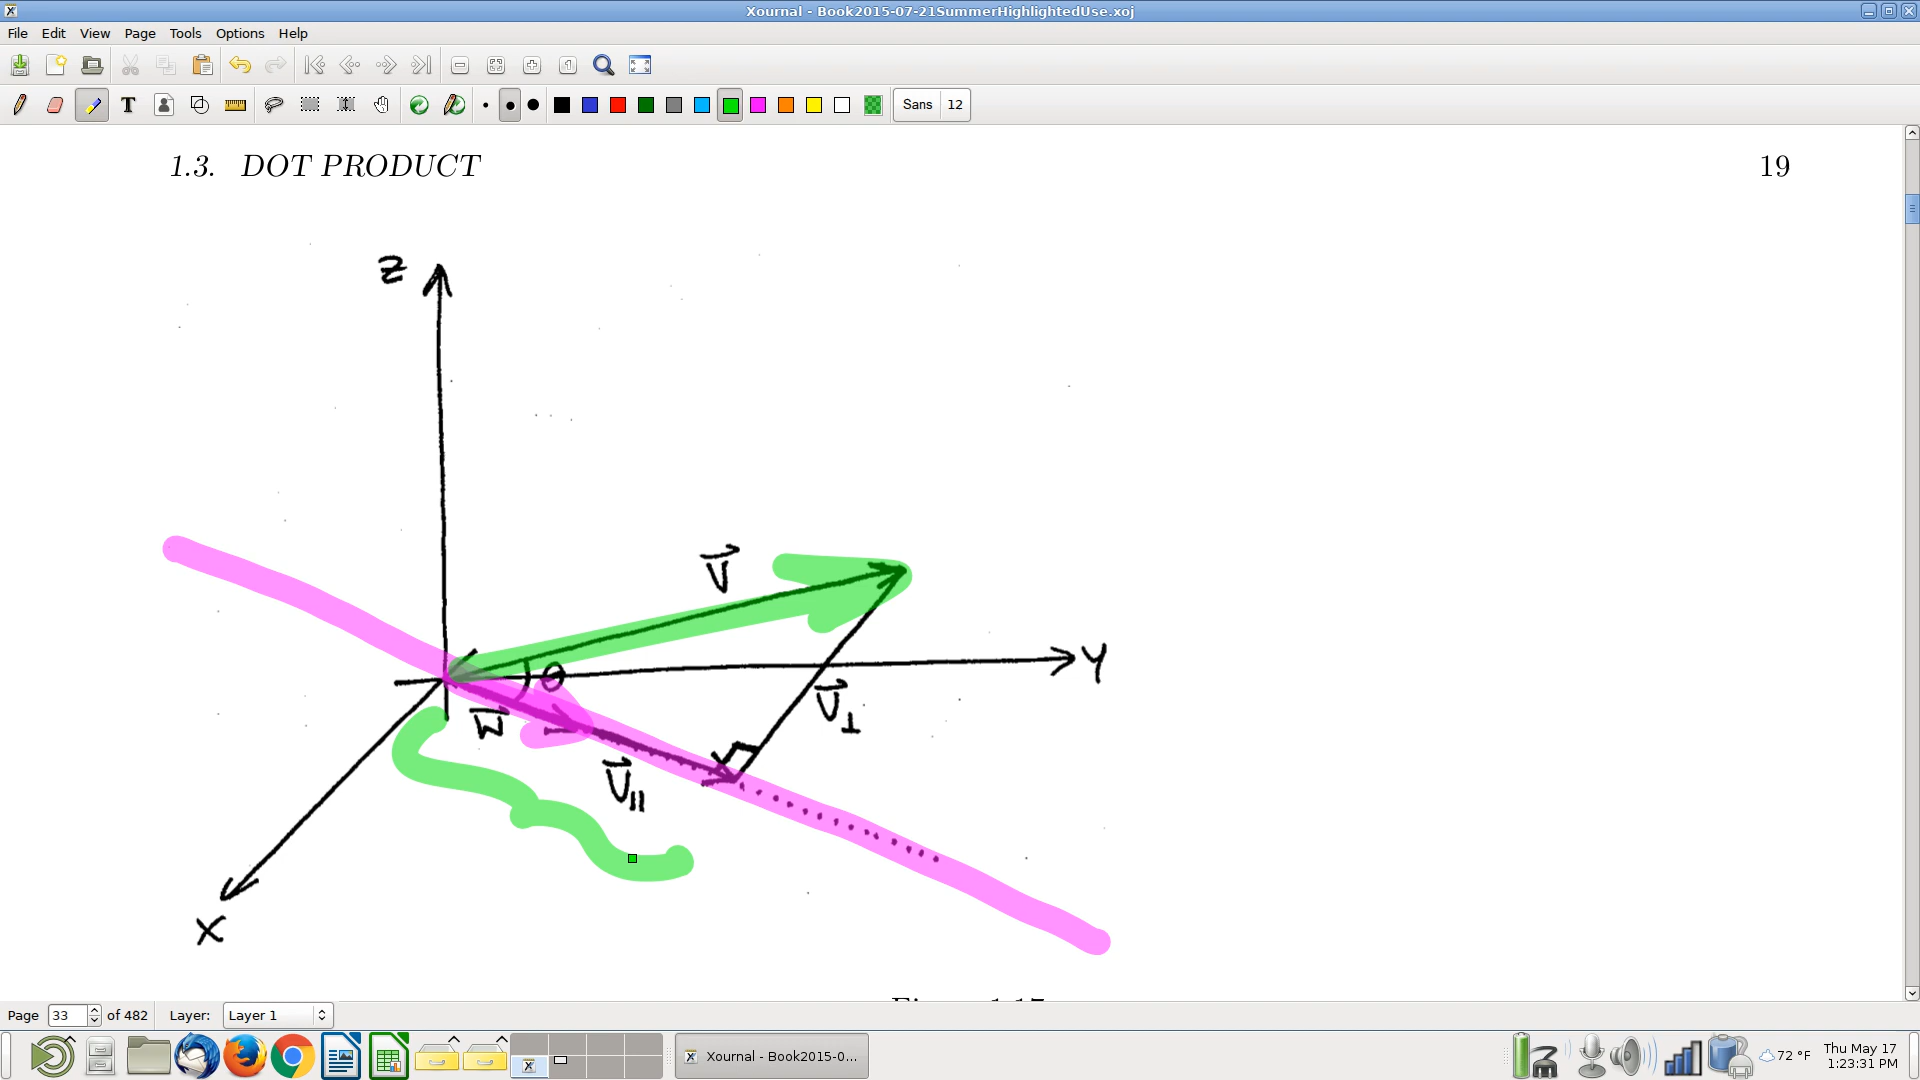 Xournal - Book2015-07-21SummerHighlightedUse.xoj
File Edit View Page Tools Options Help
Sans 12
1.3. DOT PRODUCT 19
Z
V
θ
Y
W
V⊥
V||
X
Page 33 of 482 Layer: Layer 1
Xournal - Book2015-0...
72 °F
Thu May 17
1:23:31 PM